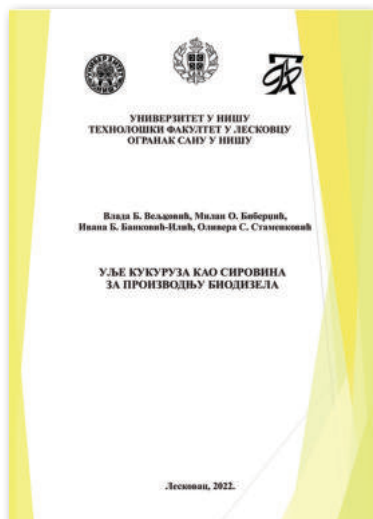 УНИВЕРЗИТЕТ У НИШУ
ТЕХНОЛОШКИ ФАКУЛТЕТ У ЛЕСКОВЦУ
ОГРАНАК САНУ У НИШУ
Влада Б. Вељковић, Милан О. Биберџић,
Ивана Б. Банковић-Илић, Оливера С. Стаменковић
УЉЕ КУКУРУЗА КАО СИРОВИНА
ЗА ПРОИЗВОДЊУ БИОДИЗЕЛА
Лесковац, 2022.